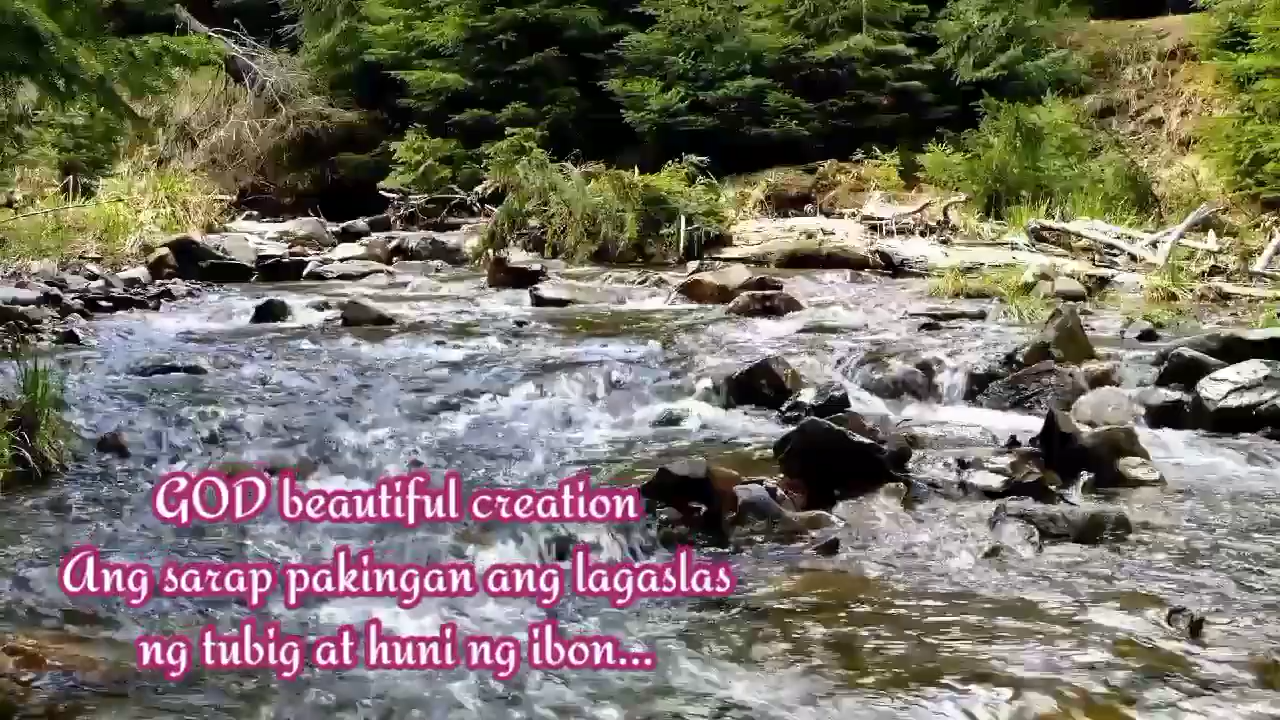 GOD beautiful creation
Ang sarap pakingan ang lagaslas
ng tubig at huni ng ibon...